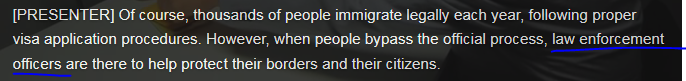 [PRESENTER] Of course, thousands of people immigrate legally each year, following proper
visa application procedures. However, when people bypass the official process, law enforcement
officers are there to help protect their borders and their citizens.